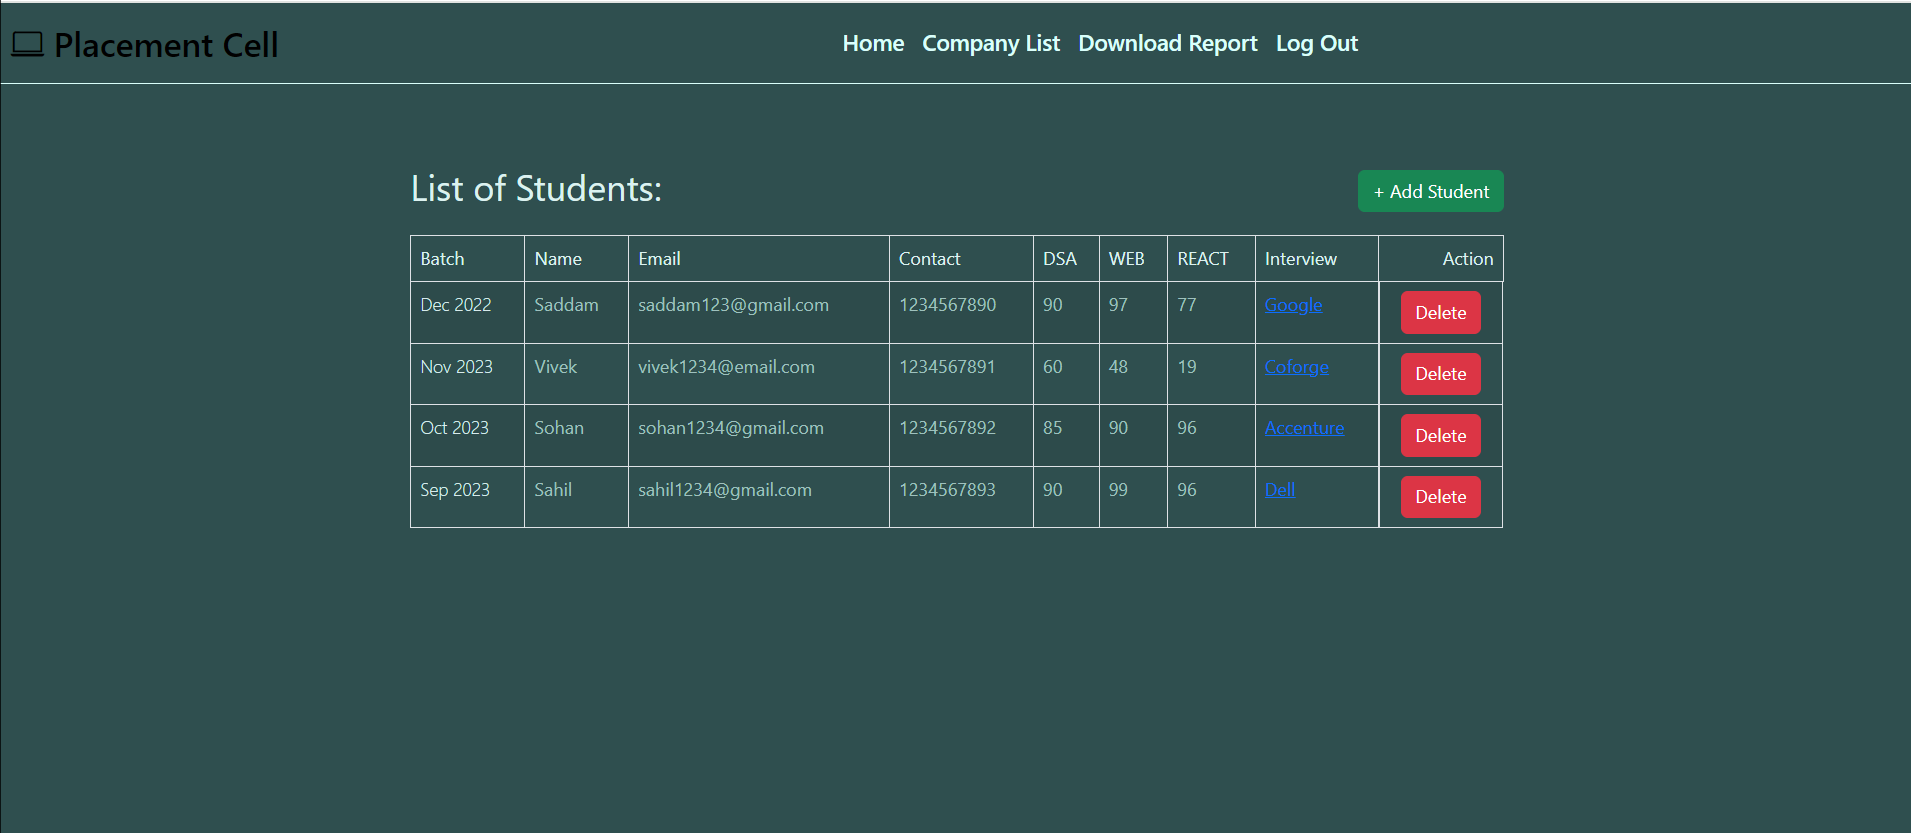 Placement Cell Home Company List Download Report Log Out
List of Students: + Add Student
Batch Name Email Contact DSA WEB REACT Interview Action
Dec 2022 Saddam saddam123@gmail.com 1234567890 90 97 77 Google Delete
Nov 2023 Vivek vivek1234@email.com 1234567891 60 48 19 Coforge Delete
Oct 2023 Sohan sohan1234@gmail.com 1234567892 85 90 96 Accenture Delete
Sep 2023 Sahil sahil1234@gmail.com 1234567893 90 99 96 Dell Delete